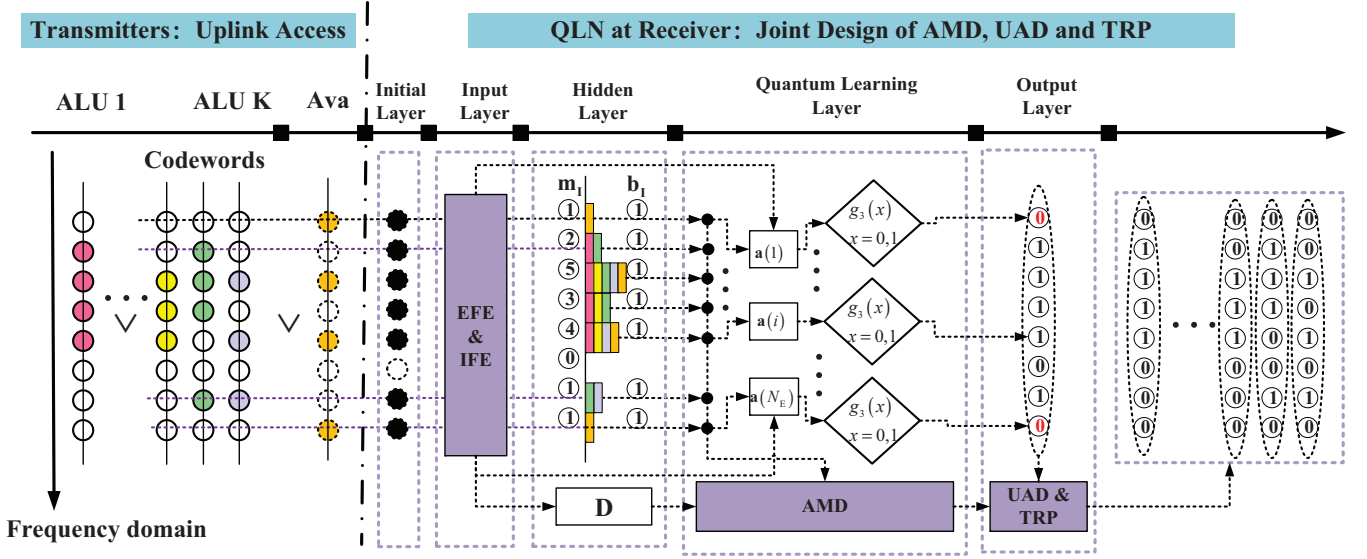 Transmitters: Uplink Access
QLN at Receiver: Joint Design of AMD, UAD and TRP
ALU 1
ALU K
Ava
Initial Layer
Input Layer
Hidden Layer
Quantum Learning Layer
Output Layer
Codewords
Frequency domain
EFE & IFE
m_I
b_I
1 1
2 1
5 1
3 1
4 1
0
1 1
1 1
D
a(1)
a(i)
a(N_E)
g_3(x)
x=0,1
g_3(x)
x=0,1
g_3(x)
x=0,1
AMD
0
1
1
1
1
0
1
0
UAD & TRP
0 0 0 0
0 0 1 0
0 1 1 1
0 1 1 0
0 1 0 1
0 0 0 0
0 0 1 1
0 0 0 0